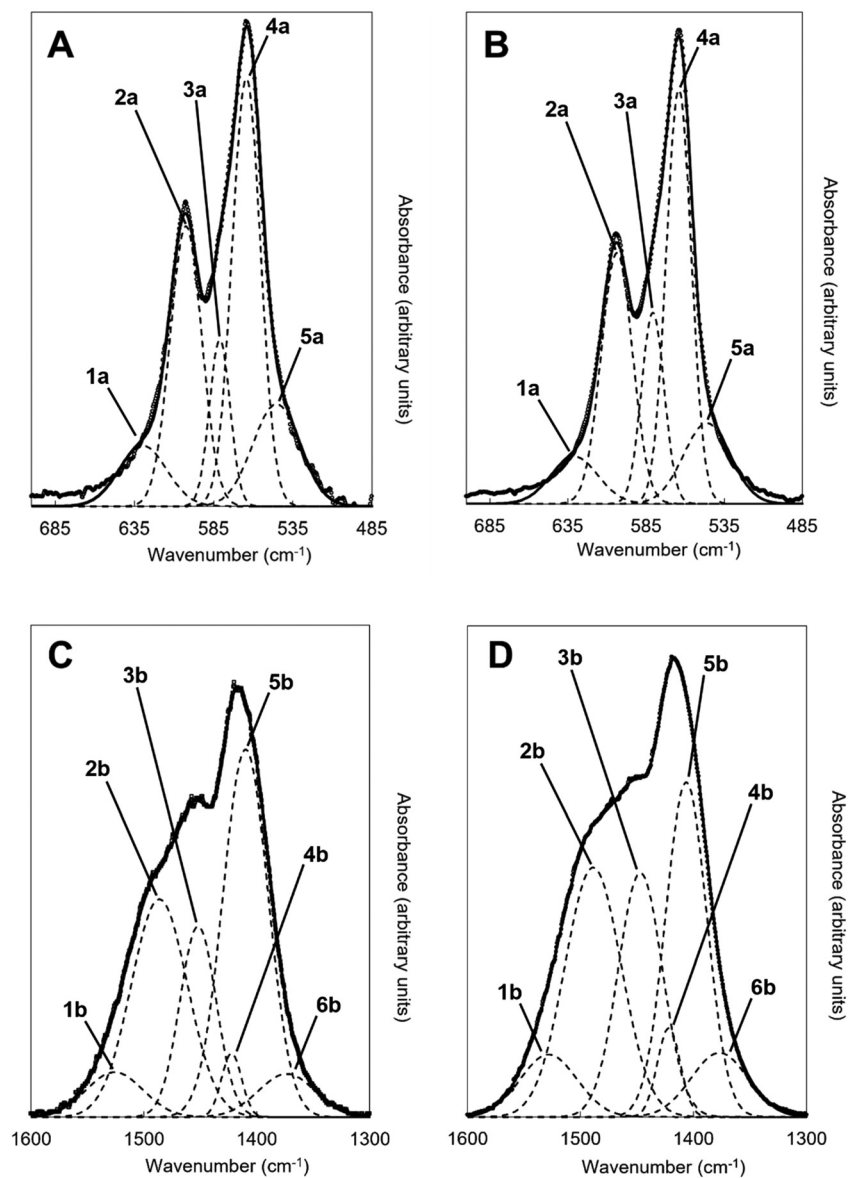 A
1a
2a
3a
4a
5a
Absorbance (arbitrary units)
685
635
585
535
485
Wavenumber (cm-1)
B
1a
2a
3a
4a
5a
Absorbance (arbitrary units)
685
635
585
535
485
Wavenumber (cm-1)
C
1b
2b
3b
5b
4b
6b
Absorbance (arbitrary units)
1600
1500
1400
1300
Wavenumber (cm-1)
D
1b
2b
3b
5b
4b
6b
Absorbance (arbitrary units)
1600
1500
1400
1300
Wavenumber (cm-1)